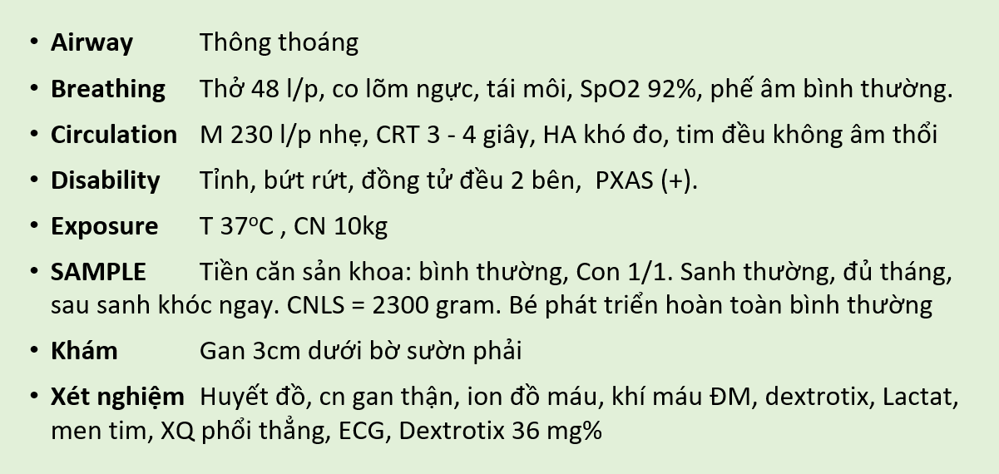 • Airway Thông thoáng
• Breathing Thở 48 l/p, co lõm ngực, tái môi, SpO2 92%, phế âm bình thường.
• Circulation M 230 l/p nhẹ, CRT 3 - 4 giây, HA khó đo, tim đều không âm thổi
• Disability Tỉnh, bứt rứt, đồng tử đều 2 bên, PXAS (+).
• Exposure T 37ºC , CN 10kg
• SAMPLE Tiền căn sản khoa: bình thường, Con 1/1. Sanh thường, đủ tháng,
sau sanh khóc ngay. CNLS = 2300 gram. Bé phát triển hoàn toàn bình thường
• Khám Gan 3cm dưới bờ sườn phải
• Xét nghiệm Huyết đồ, cn gan thận, ion đồ máu, khí máu ĐM, dextrotix, Lactat,
men tim, XQ phổi thẳng, ECG, Dextrotix 36 mg%